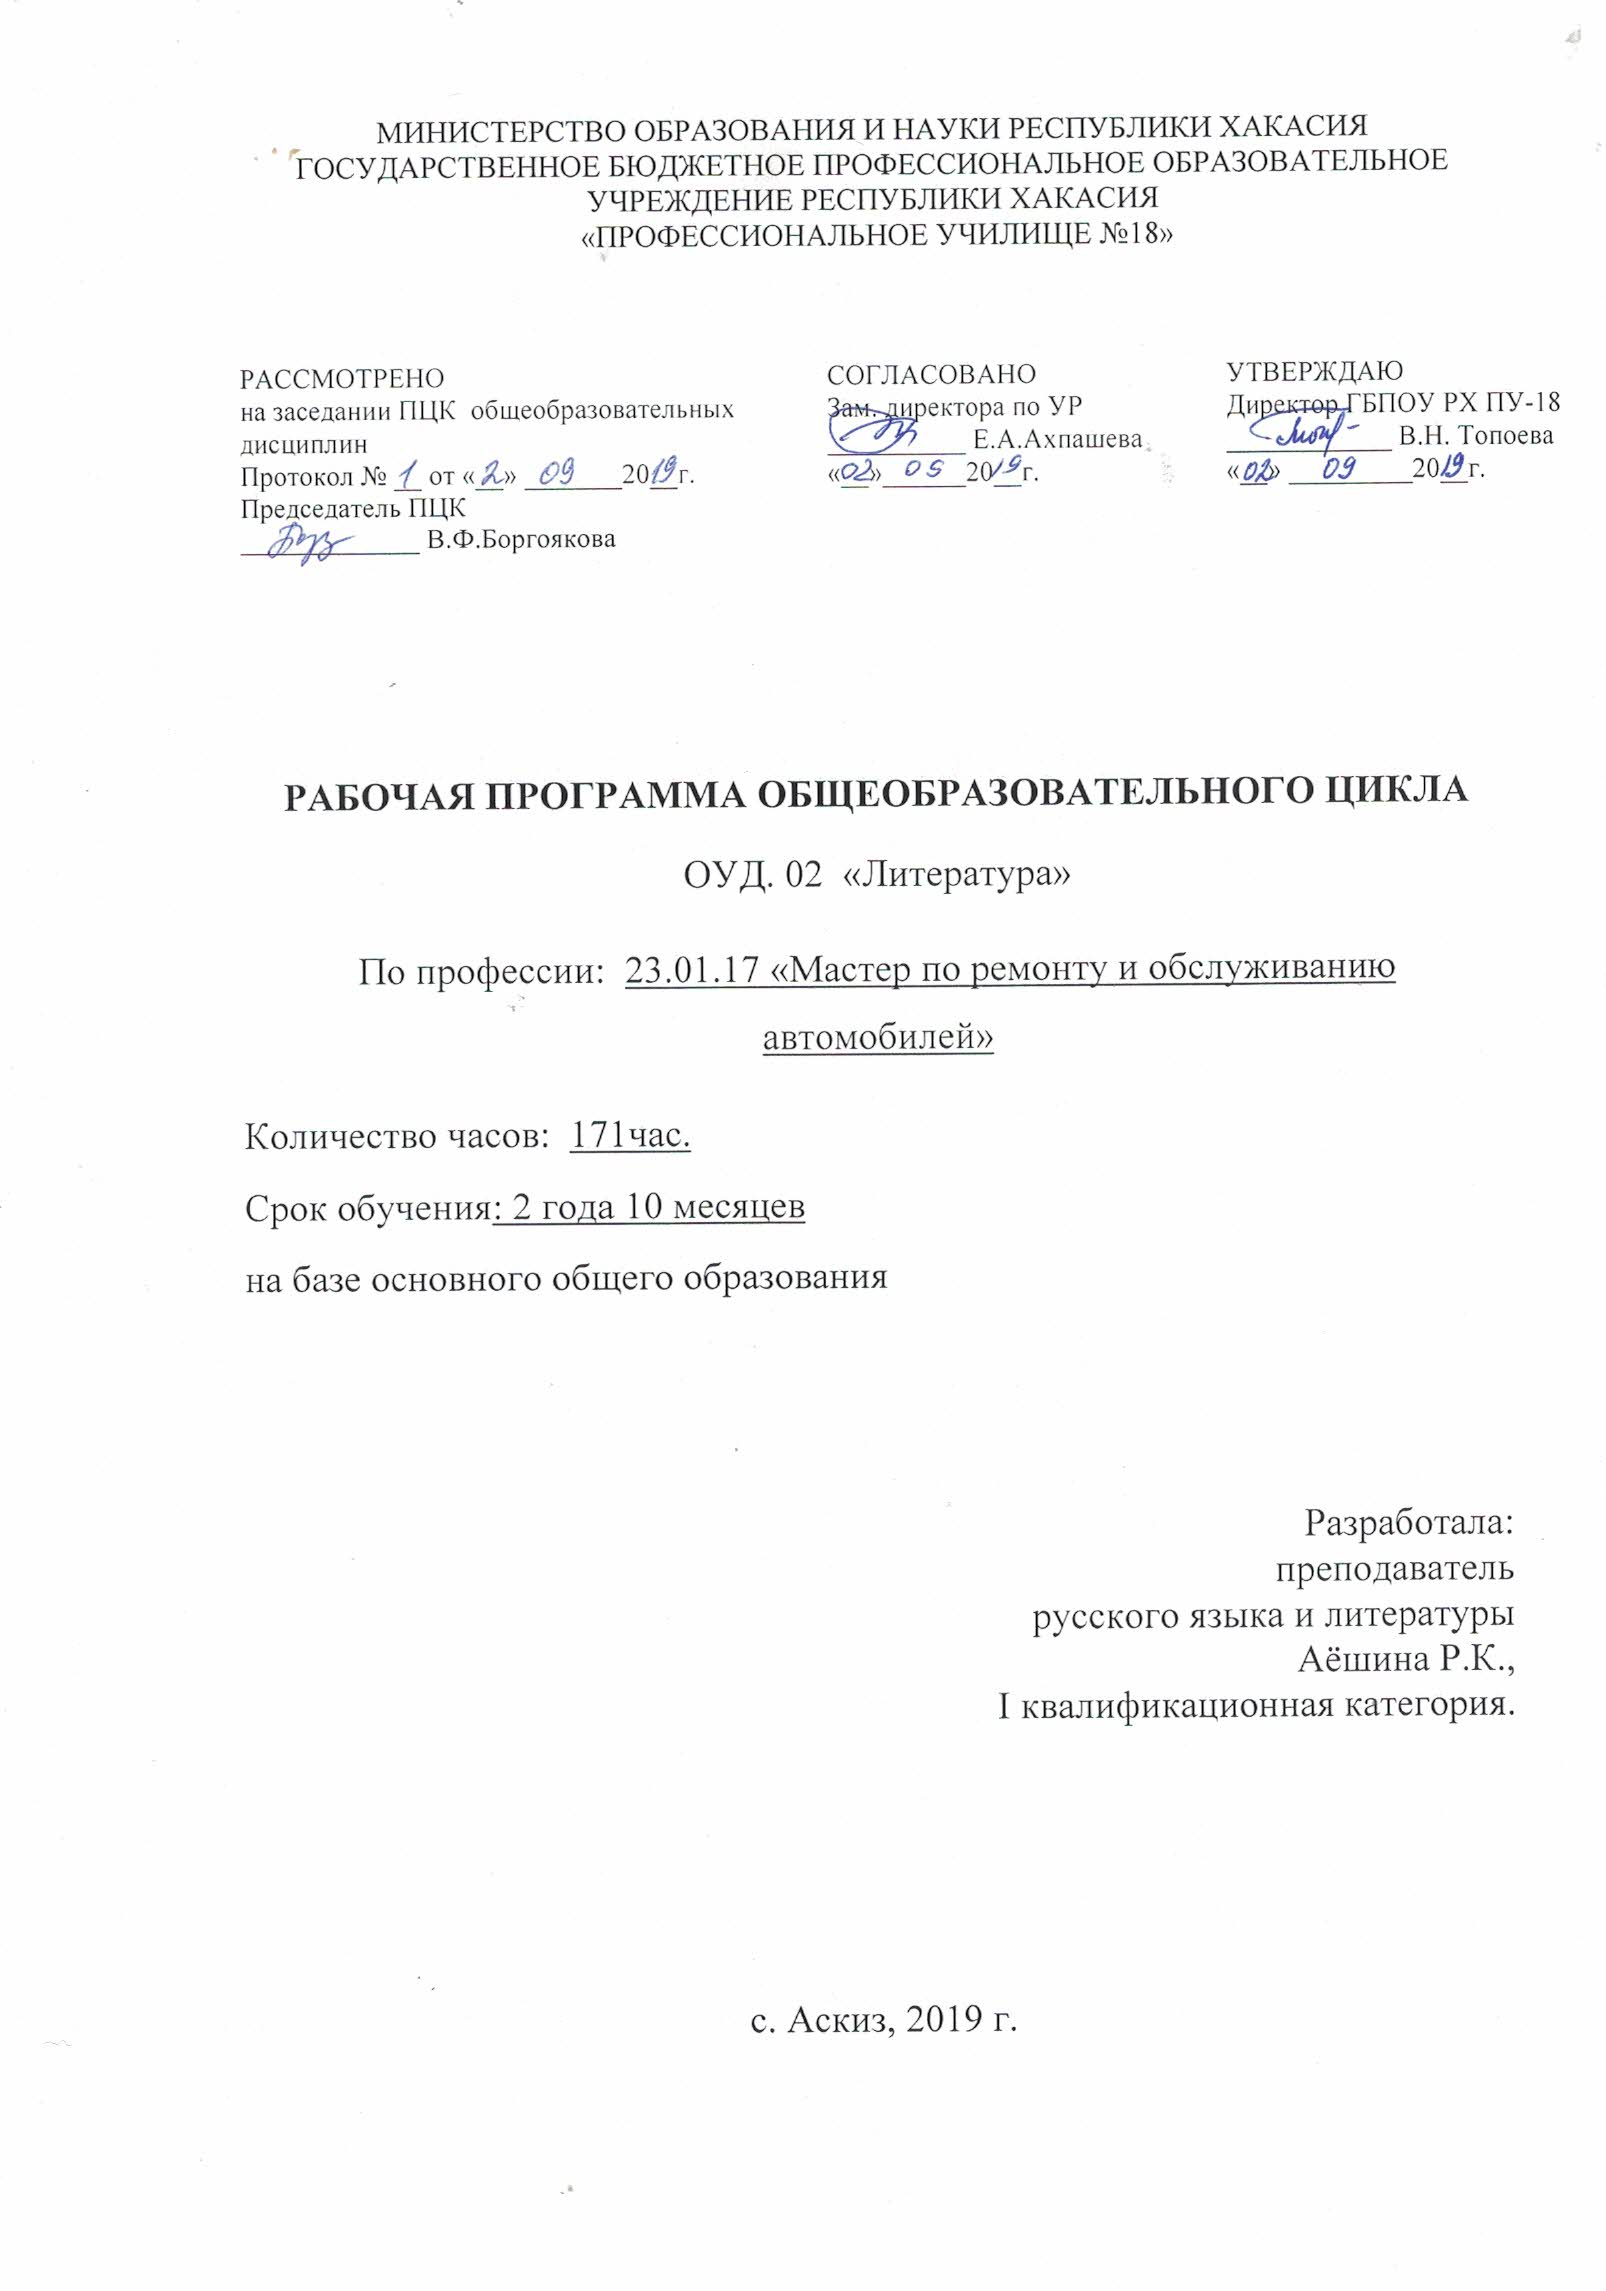 МИНИСТЕРСТВО ОБРАЗОВАНИЯ И НАУКИ РЕСПУБЛИКИ ХАКАСИЯ
ГОСУДАРСТВЕННОЕ БЮДЖЕТНОЕ ПРОФЕССИОНАЛЬНОЕ ОБРАЗОВАТЕЛЬНОЕ
УЧРЕЖДЕНИЕ РЕСПУБЛИКИ ХАКАСИЯ
«ПРОФЕССИОНАЛЬНОЕ УЧИЛИЩЕ №18»
РАССМОТРЕНО
на заседании ПЦК общеобразовательных
дисциплин
Протокол № 1 от «2» 09 2019г.
Председатель ПЦК
В.Ф.Боргоякова
СОГЛАСОВАНО
Зам. директора по УР
Е.А.Ахпашева
«02» 09 2019г.
УТВЕРЖДАЮ
Директор ГБПОУ РХ ПУ-18
В.Н. Топоева
«02» 09 2019г.
РАБОЧАЯ ПРОГРАММА ОБЩЕОБРАЗОВАТЕЛЬНОГО ЦИКЛА
ОУД. 02 «Литература»
По профессии: 23.01.17 «Мастер по ремонту и обслуживанию
автомобилей»
Количество часов: 171час.
Срок обучения: 2 года 10 месяцев
на базе основного общего образования
Разработала:
преподаватель
русского языка и литературы
Аёшина Р.К.,
I квалификационная категория.
с. Аскиз, 2019 г.